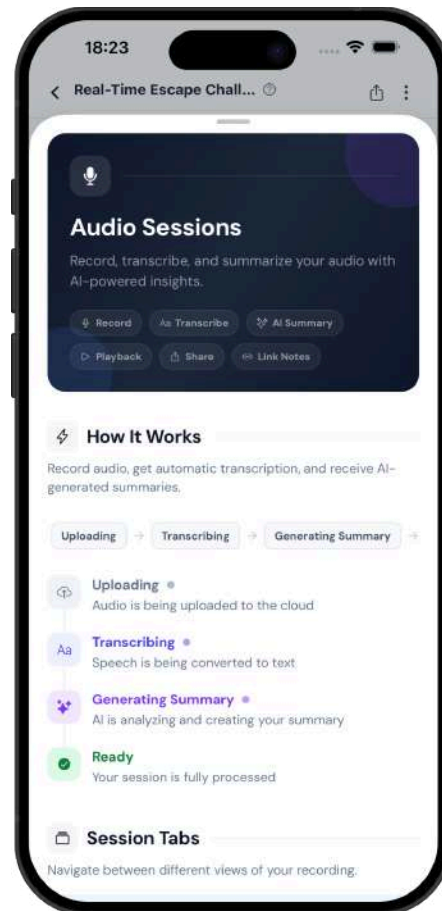 18:23
Real-Time Escape Chall...
Audio Sessions
Record, transcribe, and summarize your audio with
AI-powered insights.
Record
Aa Transcribe
AI Summary
Playback
Share
Link Notes
How It Works
Record audio, get automatic transcription, and receive AI-
generated summaries.
Uploading → Transcribing → Generating Summary →
Uploading
Audio is being uploaded to the cloud
Aa
Transcribing
Speech is being converted to text
Generating Summary
AI is analyzing and creating your summary
Ready
Your session is fully processed
Session Tabs
Navigate between different views of your recording.